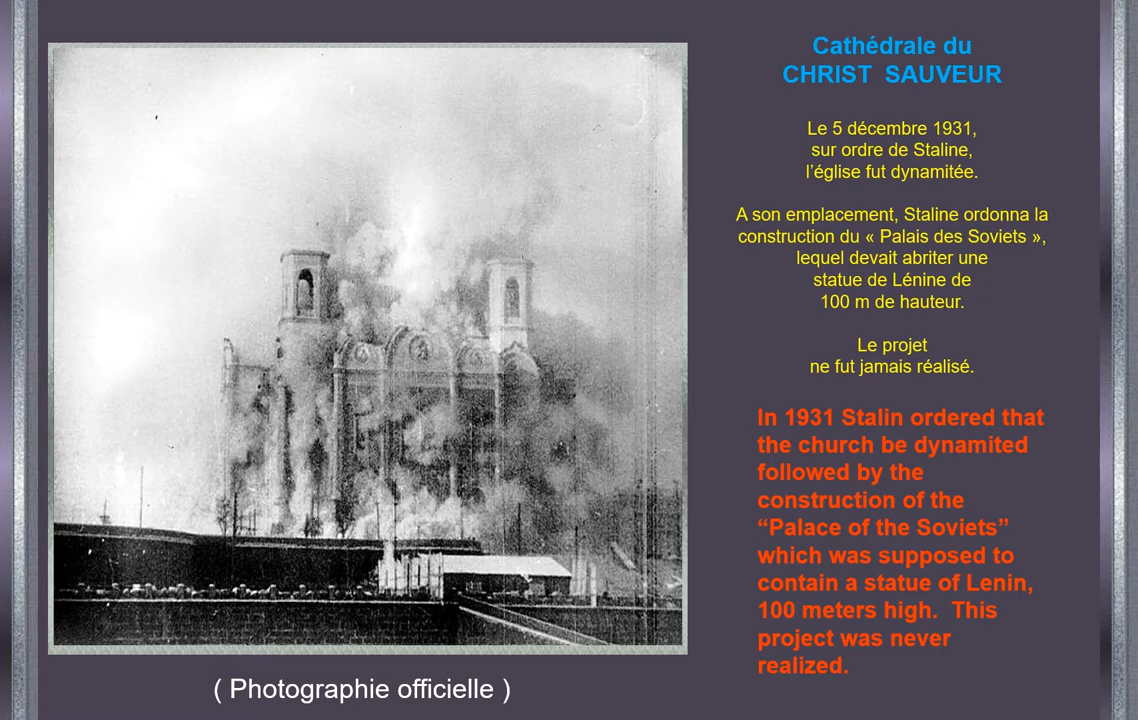 Cathédrale du
CHRIST SAUVEUR
Le 5 décembre 1931,
sur ordre de Staline,
l’église fut dynamitée.
A son emplacement, Staline ordonna la
construction du « Palais des Soviets »,
lequel devait abriter une
statue de Lénine de
100 m de hauteur.
Le projet
ne fut jamais réalisé.
In 1931 Stalin ordered that
the church be dynamited
followed by the
construction of the
“Palace of the Soviets”
which was supposed to
contain a statue of Lenin,
100 meters high.  This
project was never
realized.
( Photographie officielle )